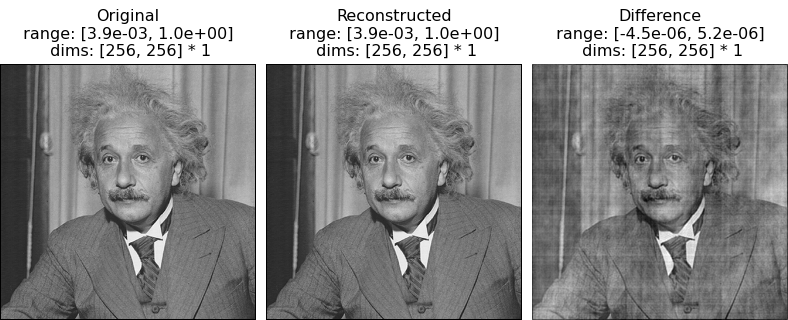 Original
range: [3.9e-03, 1.0e+00]
dims: [256, 256] * 1
Reconstructed
range: [3.9e-03, 1.0e+00]
dims: [256, 256] * 1
Difference
range: [-4.5e-06, 5.2e-06]
dims: [256, 256] * 1